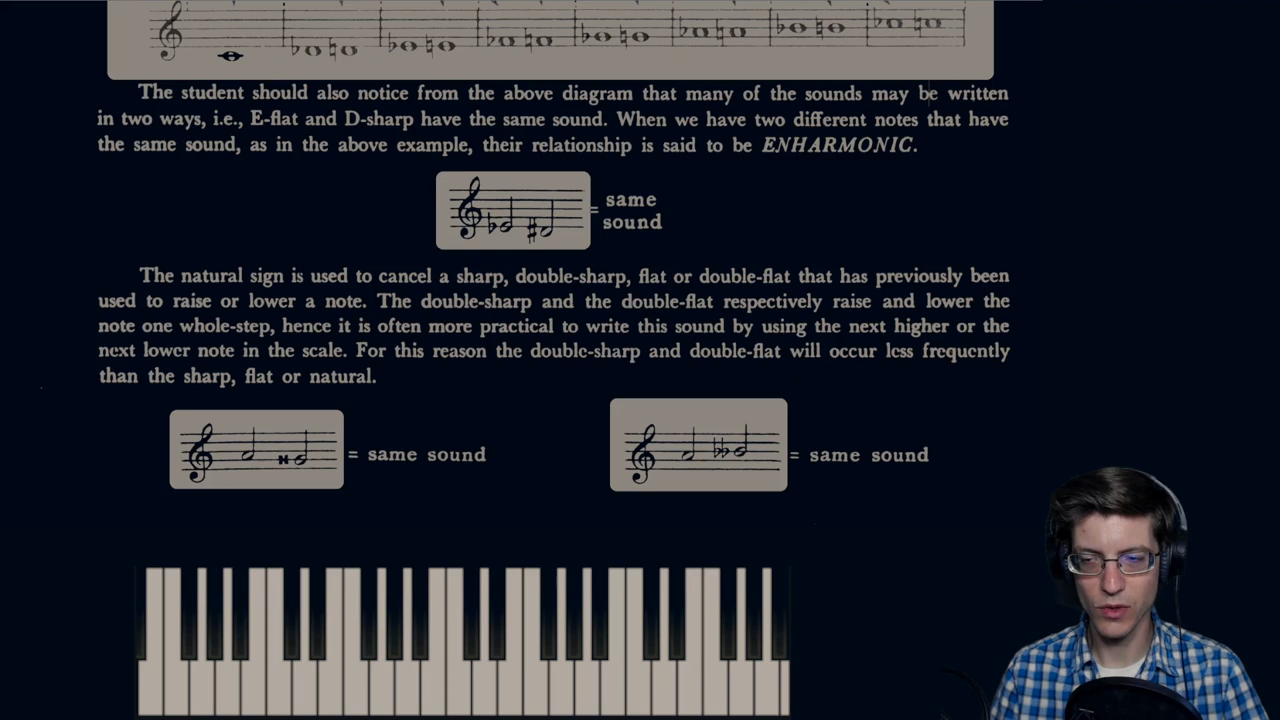 The student should also notice from the above diagram that many of the sounds may be written
in two ways, i.e., E-flat and D-sharp have the same sound. When we have two different notes that have
the same sound, as in the above example, their relationship is said to be ENHARMONIC.
= same
sound
The natural sign is used to cancel a sharp, double-sharp, flat or double-flat that has previously been
used to raise or lower a note. The double-sharp and the double-flat respectively raise and lower the
note one whole-step, hence it is often more practical to write this sound by using the next higher or the
next lower note in the scale. For this reason the double-sharp and double-flat will occur less frequently
than the sharp, flat or natural.
= same sound
= same sound